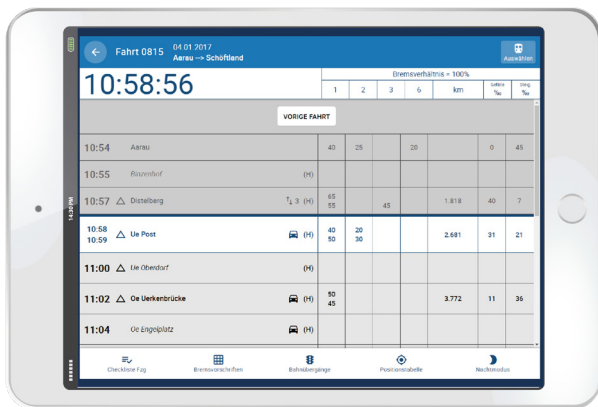 Fahrt 0815
04.01.2017
Aarau --> Schöftland
Auswählen
10:58:56
Bremsverhältnis = 100%
1 2 3 6 km Gefälle ‰ Steig. ‰
VORIGE FAHRT
10:54 Aarau 40 25 20 0 45
10:55 Binzenhof (H)
10:57 Distelberg 3 (H) 65 55 45 1.818 40 7
10:58 10:59 Ue Post (H) 40 50 20 30 2.681 31 21
11:00 Ue Oberdorf (H)
11:02 Oe Uerkenbrücke (H) 50 45 3.772 11 36
11:04 Oe Engelplatz (H)
Checkliste Fzg Bremsvorschriften Bahnübergänge Positionstabelle Nachtmodus
14:30 PM